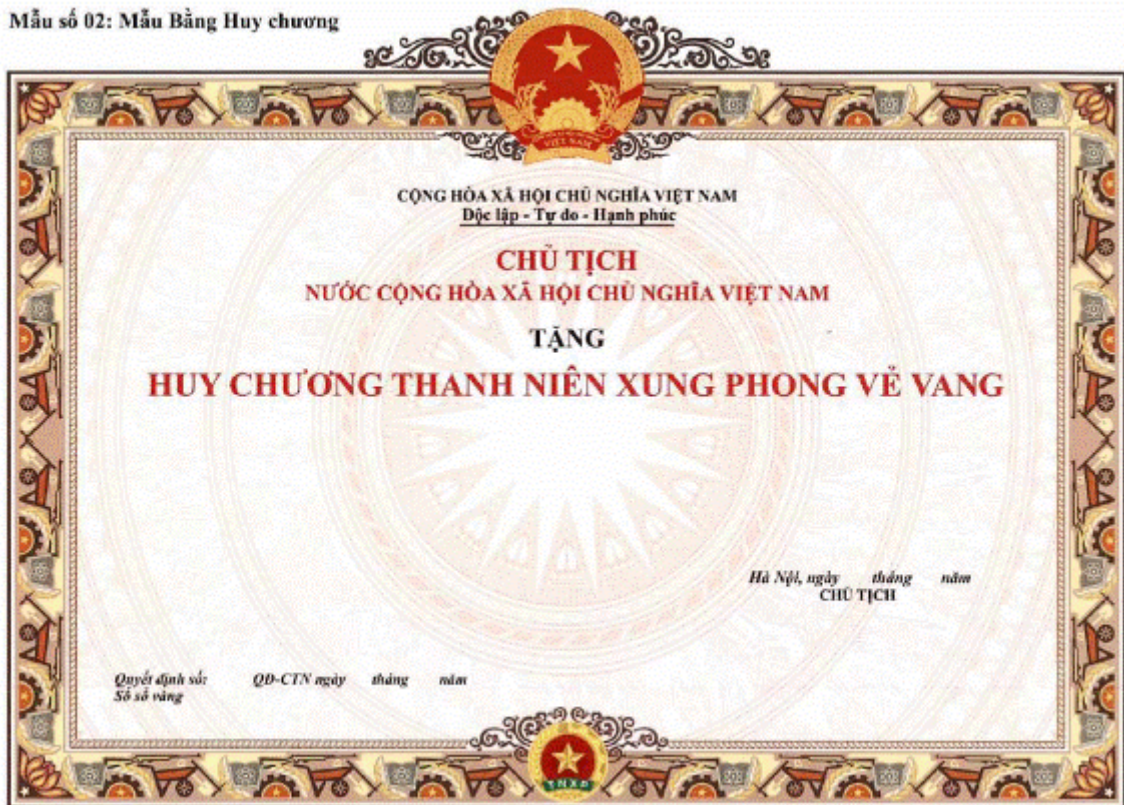 Mẫu số 02: Mẫu Bằng Huy chương
VIỆT NAM
CỘNG HÒA XÃ HỘI CHỦ NGHĨA VIỆT NAM
Độc lập - Tự do - Hạnh phúc
CHỦ TỊCH
NƯỚC CỘNG HÒA XÃ HỘI CHỦ NGHĨA VIỆT NAM
TẶNG
HUY CHƯƠNG THANH NIÊN XUNG PHONG VẺ VANG
Hà Nội, ngày tháng năm
CHỦ TỊCH
Quyết định số: QĐ-CTN ngày tháng năm
Số sổ vàng
TNXP